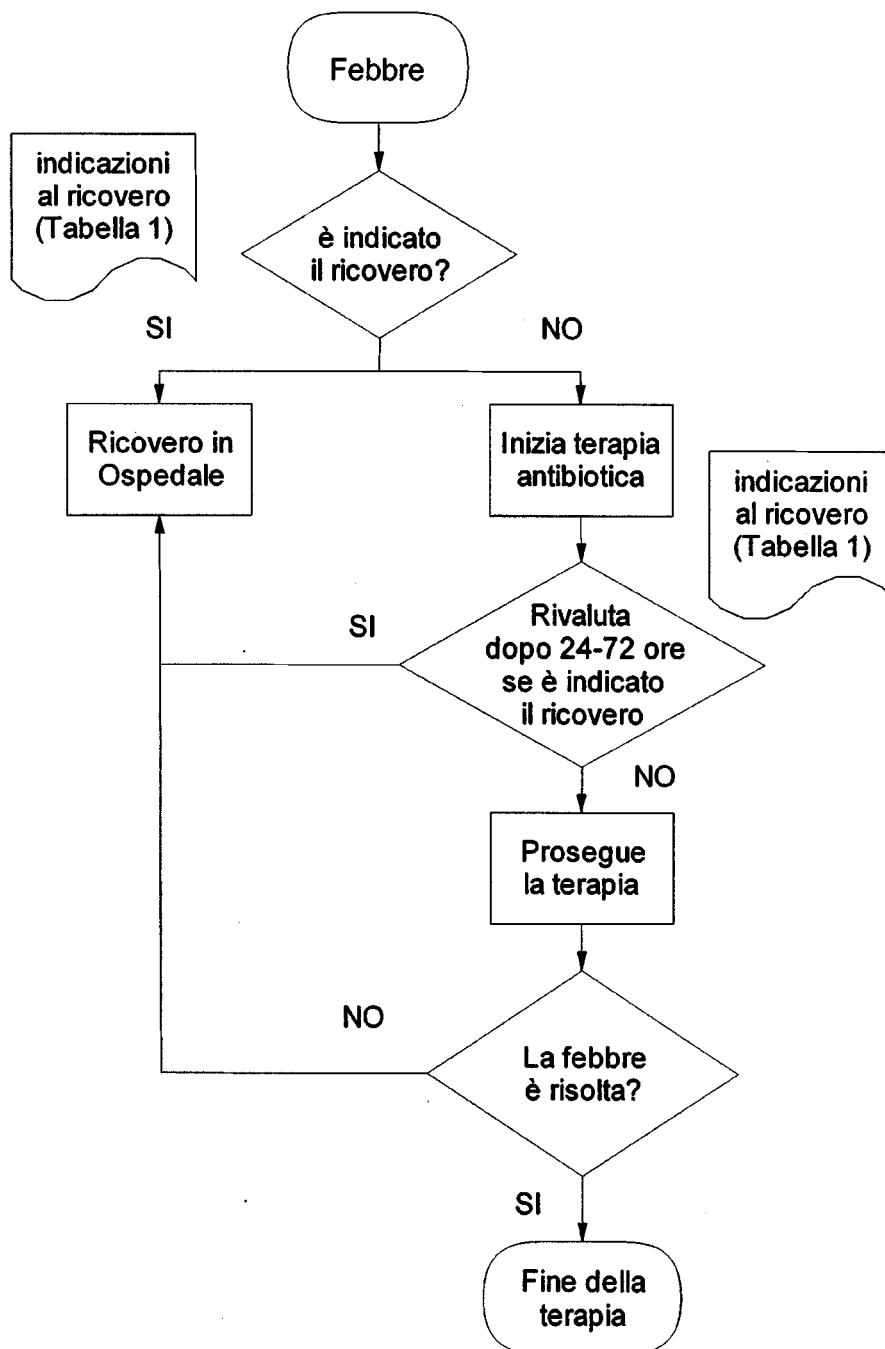 Febbre
indicazioni
al ricovero
(Tabella 1)
è indicato
il ricovero?
SI
NO
Ricovero in
Ospedale
Inizia terapia
antibiotica
indicazioni
al ricovero
(Tabella 1)
SI
Rivaluta
dopo 24-72 ore
se è indicato
il ricovero
NO
Prosegue
la terapia
NO
La febbre
è risolta?
SI
Fine della
terapia